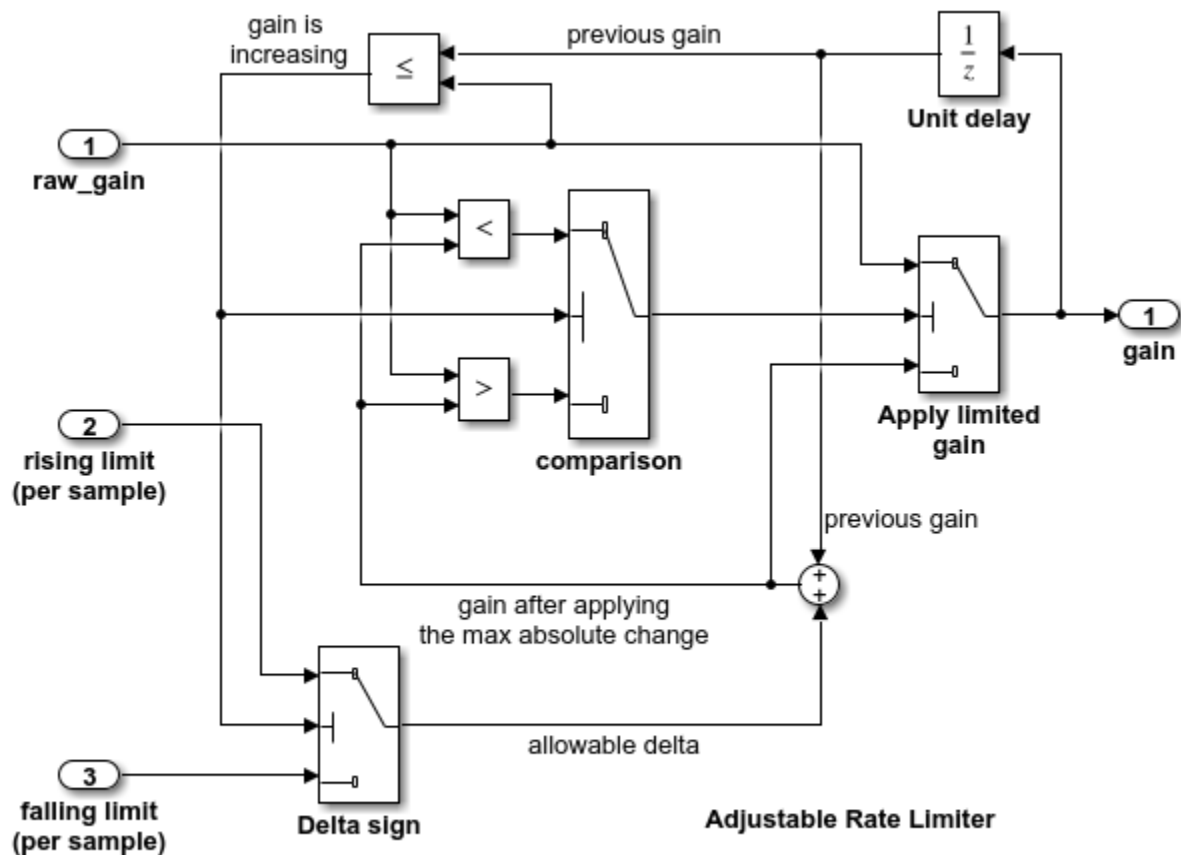 gain is
increasing
≤
previous gain
1
z
Unit delay
1
raw_gain
<
>
comparison
Apply limited
gain
1
gain
2
rising limit
(per sample)
previous gain
+
+
gain after applying
the max absolute change
allowable delta
3
falling limit
(per sample)
Delta sign
Adjustable Rate Limiter